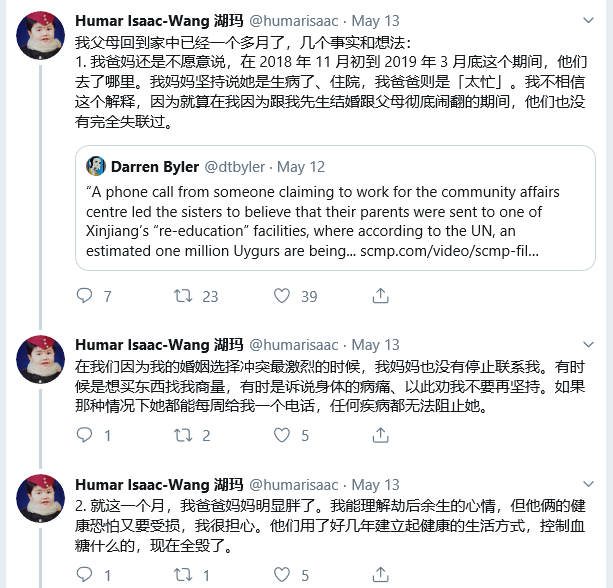 Humar Isaac-Wang 湖玛 @humarisaac · May 13
我父母回到家中已经一个多月了，几个事实和想法：
1. 我爸妈还是不愿意说，在 2018 年 11 月初到 2019 年 3 月底这个期间，他们
去了哪里。我妈妈坚持说她是生病了、住院，我爸爸则是「太忙」。我不相信
这个解释，因为就算在我因为跟我先生结婚跟父母彻底闹翻的期间，他们也没
有完全失联过。
Darren Byler @dtbyler · May 12
“A phone call from someone claiming to work for the community affairs
centre led the sisters to believe that their parents were sent to one of
Xinjiang’s “re-education” facilities, where according to the UN, an
estimated one million Uygurs are being... scmp.com/video/scmp-fil...
7 23 39
Humar Isaac-Wang 湖玛 @humarisaac · May 13
在我们因为我的婚姻选择冲突最激烈的时候，我妈妈也没有停止联系我。有时
候是想买东西找我商量，有时是诉说身体的病痛、以此劝我不要再坚持。如果
那种情况下她都能每周给我一个电话，任何疾病都无法阻止她。
1 2 5
Humar Isaac-Wang 湖玛 @humarisaac · May 13
2. 就这一个月，我爸爸妈妈明显胖了。我能理解劫后余生的心情，但他俩的健
康恐怕又要受损，我很担心。他们用了好几年建立起健康的生活方式，控制血
糖什么的，现在全毁了。
1 1 5